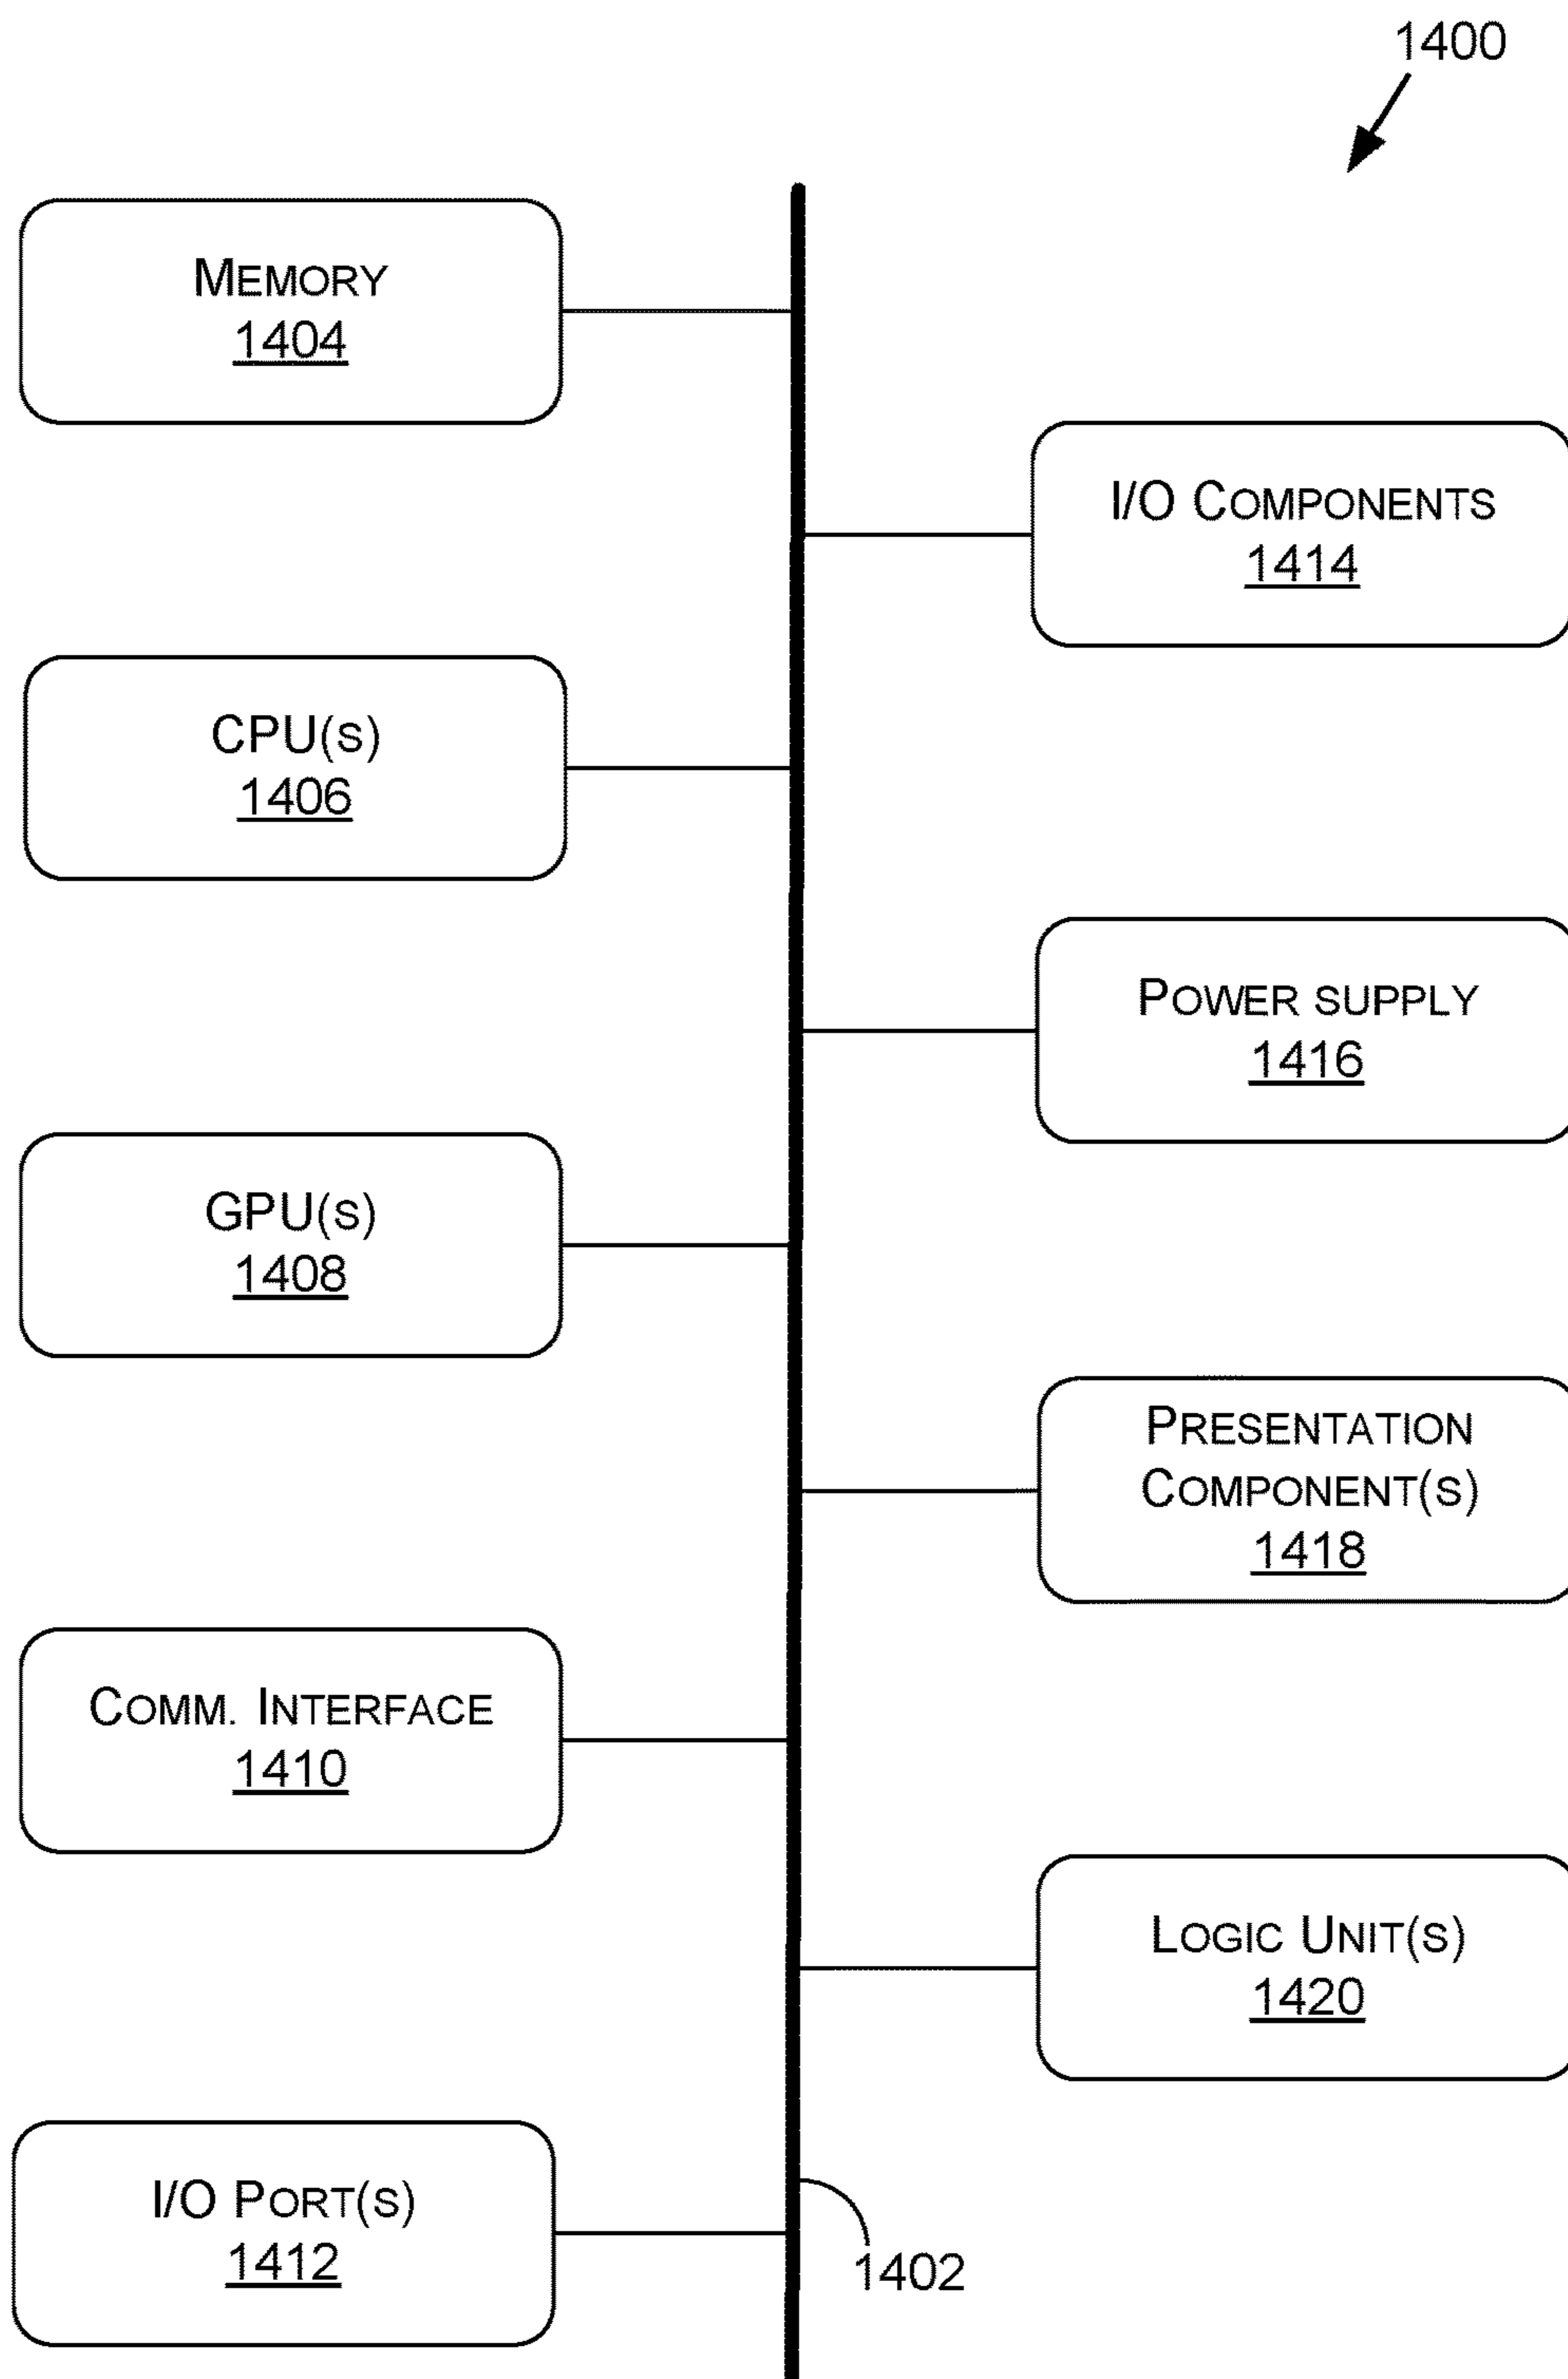 1400
MEMORY
1404
I/O COMPONENTS
1414
CPU(S)
1406
POWER SUPPLY
1416
GPU(S)
1408
PRESENTATION
COMPONENT(S)
1418
COMM. INTERFACE
1410
LOGIC UNIT(S)
1420
I/O PORT(S)
1412
1402